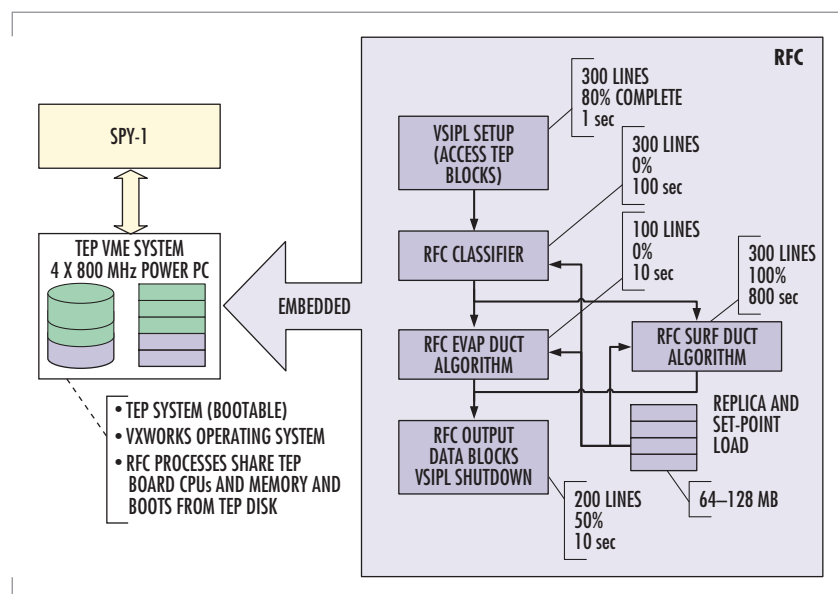 RFC
300 LINES
80% COMPLETE
1 sec
SPY-1
VSIPL SETUP
(ACCESS TEP
BLOCKS)
300 LINES
0%
100 sec
TEP VME SYSTEM
4 X 800 MHz POWER PC
RFC CLASSIFIER
100 LINES
0%
10 sec
300 LINES
100%
800 sec
EMBEDDED
RFC EVAP DUCT
ALGORITHM
RFC SURF DUCT
ALGORITHM
• TEP SYSTEM (BOOTABLE)
• VXWORKS OPERATING SYSTEM
• RFC PROCESSES SHARE TEP
BOARD CPUs AND MEMORY AND
BOOTS FROM TEP DISK
RFC OUTPUT
DATA BLOCKS
VSIPL SHUTDOWN
REPLICA AND
SET-POINT
LOAD
200 LINES
50%
10 sec
64–128 MB